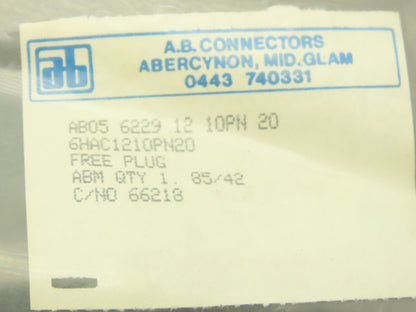 ab
A.B. CONNECTORS
ABERCYNON, MID.GLAM
0443 740331
AB05 6229 12 10PN 20
6HAC1210PN20
FREE PLUG
ABM QTY 1. 85/42
C/NO 66218